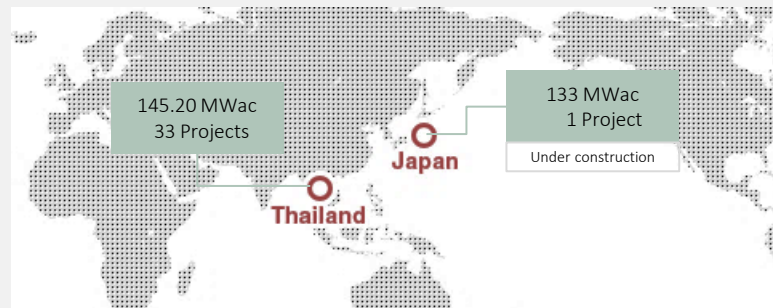 145.20 MWac
33 Projects
Thailand
133 MWac
1 Project
Under construction
Japan